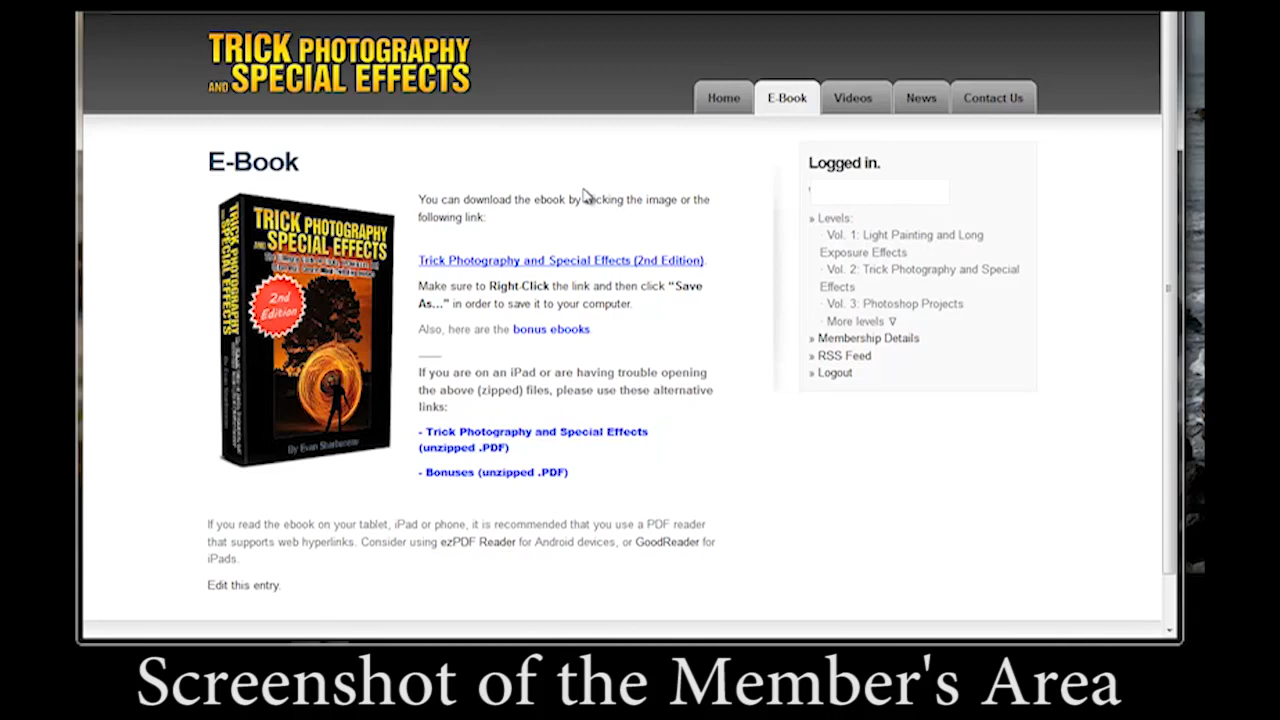 TRICK PHOTOGRAPHY
AND SPECIAL EFFECTS
Home
E-Book
Videos
News
Contact Us
E-Book
TRICK PHOTOGRAPHY
AND SPECIAL EFFECTS
2nd
Edition
TRICK PHOTOGRAPHY
SPECIAL EFFECTS
You can download the ebook by clicking the image or the
following link:
Trick Photography and Special Effects (2nd Edition).
Make sure to Right-Click the link and then click “Save
As…” in order to save it to your computer.
Also, here are the bonus ebooks.
If you are on an iPad or are having trouble opening
the above (zipped) files, please use these alternative
links:
- Trick Photography and Special Effects
(unzipped .PDF)
- Bonuses (unzipped .PDF)
If you read the ebook on your tablet, iPad or phone, it is recommended that you use a PDF reader
that supports web hyperlinks. Consider using ezPDF Reader for Android devices, or GoodReader for
iPads.
Edit this entry.
Logged in.
» Levels:
· Vol. 1: Light Painting and Long
Exposure Effects
· Vol. 2: Trick Photography and Special
Effects
· Vol. 3: Photoshop Projects
· More levels ∇
» Membership Details
» RSS Feed
» Logout
Screenshot of the Member's Area